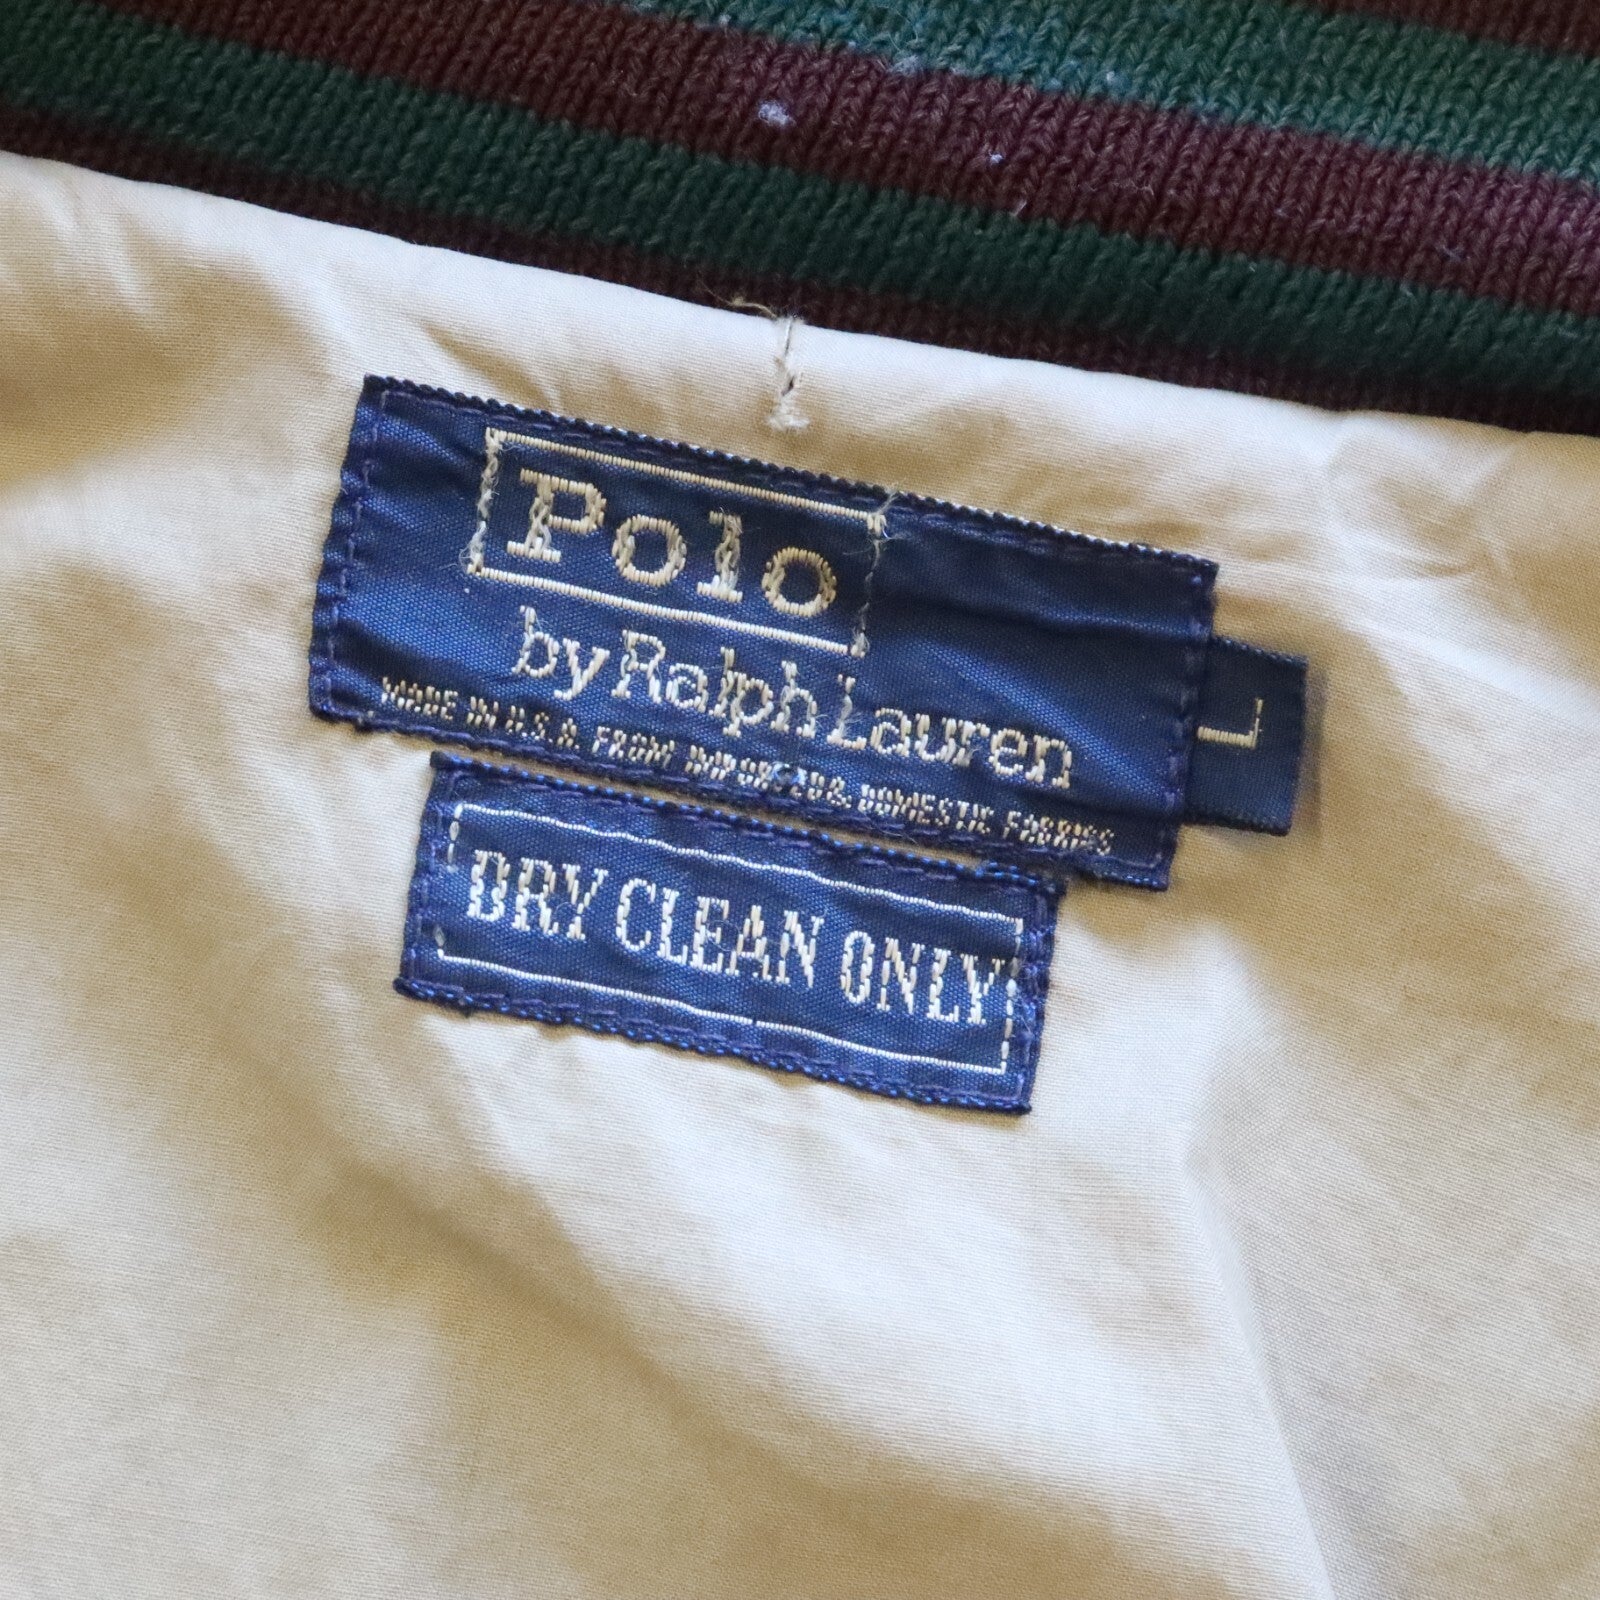 Polo
by Ralph Lauren
MADE IN U.S.A. FROM IMPORTED & DOMESTIC FABRICS
L
DRY CLEAN ONLY